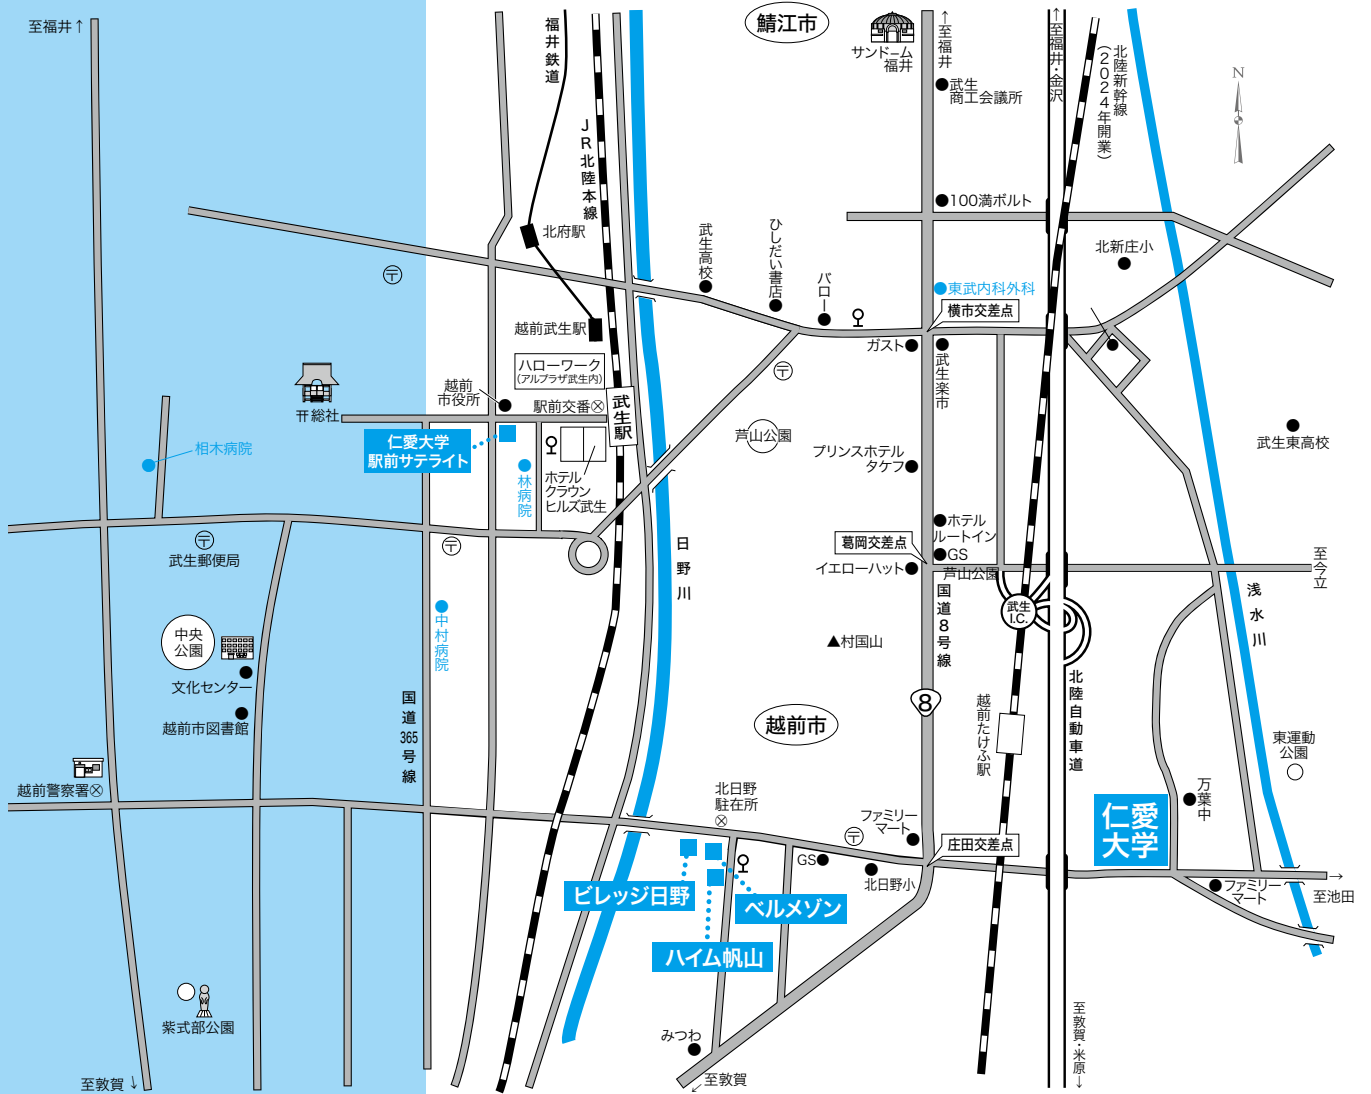 至福井↑
福井鉄道
JR北陸本線
鯖江市
サンドーム
福井
↑至福井
武生
商工会議所
↑至福井・金沢
北陸新幹線
(2024年開業)
N
100満ボルト
北府駅
武生高校
ひしだい書店
バロー
東武内科外科
横市交差点
北新庄小
〒
越前武生駅
ガスト
武生楽市
ハローワーク
(アルプラザ武生内)
〒
越前
市役所
駅前交番
武生駅
总社
仁愛大学
駅前サテライト
芦山公園
武生東高校
相木病院
林病院
ホテル
クラウン
ヒルズ武生
プリンスホテル
タケフ
ホテル
ルートイン
葛岡交差点
GS
〒
武生郵便局
〒
日野川
イエローハット
芦山公園
至今立
国道8号線
武生
I.C.
浅水川
中村病院
中央
公園
▲村国山
文化センター
越前市図書館
国道365号線
8
越前市
越前たけふ駅
北陸自動車道
東運動
公園
越前警察署
北日野
駐在所
万葉中
ファミリー
マート
〒
庄田交差点
仁愛
大学
GS
北日野小
ファミリー
マート
→
至池田
ビレッジ日野
ベルメゾン
ハイム帆山
紫式部公園
みつわ
至敦賀
←
至敦賀・米原→
至敦賀↓